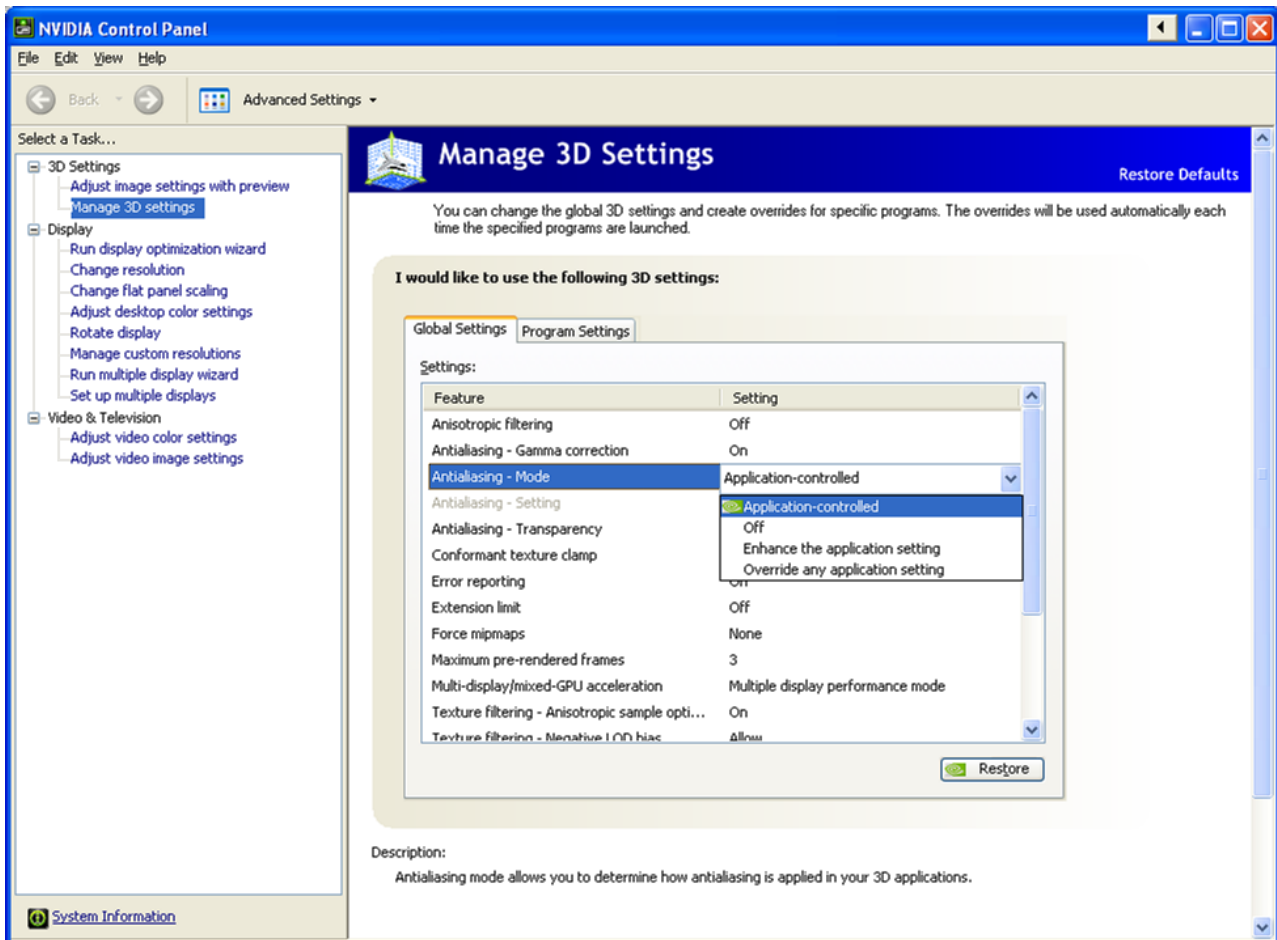 NVIDIA Control Panel
File Edit View Help
Back
Advanced Settings
Select a Task...
3D Settings
Adjust image settings with preview
Manage 3D settings
Display
Run display optimization wizard
Change resolution
Change flat panel scaling
Adjust desktop color settings
Rotate display
Manage custom resolutions
Run multiple display wizard
Set up multiple displays
Video & Television
Adjust video color settings
Adjust video image settings
System Information
Manage 3D Settings
Restore Defaults
You can change the global 3D settings and create overrides for specific programs. The overrides will be used automatically each
time the specified programs are launched.
I would like to use the following 3D settings:
Global Settings Program Settings
Settings:
Feature Setting
Anisotropic filtering Off
Antialiasing - Gamma correction On
Antialiasing - Mode Application-controlled
Antialiasing - Setting
Application-controlled
Off
Enhance the application setting
Override any application setting
Antialiasing - Transparency
Conformant texture clamp
Error reporting On
Extension limit Off
Force mipmaps None
Maximum pre-rendered frames 3
Multi-display/mixed-GPU acceleration Multiple display performance mode
Texture filtering - Anisotropic sample opti... On
Texture filtering - Negative LOD bias Allow
Restore
Description:
Antialiasing mode allows you to determine how antialiasing is applied in your 3D applications.